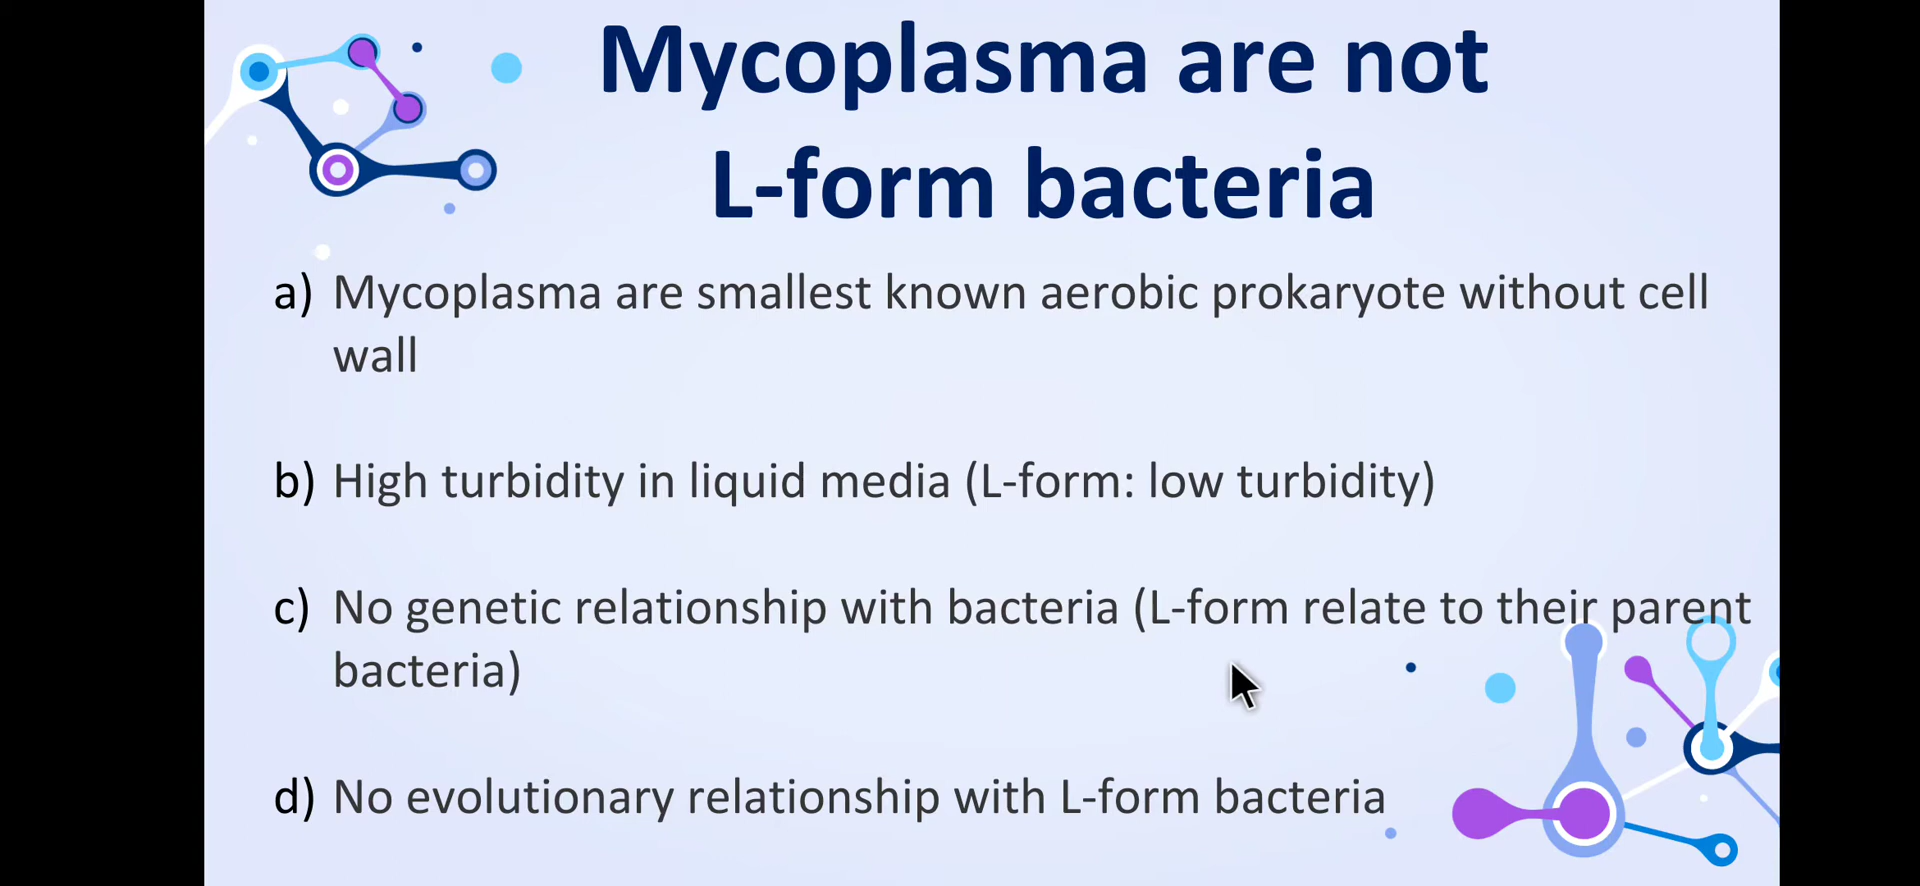 Mycoplasma are not
L-form bacteria
a) Mycoplasma are smallest known aerobic prokaryote without cell
wall
b) High turbidity in liquid media (L-form: low turbidity)
c) No genetic relationship with bacteria (L-form relate to their parent
bacteria)
d) No evolutionary relationship with L-form bacteria